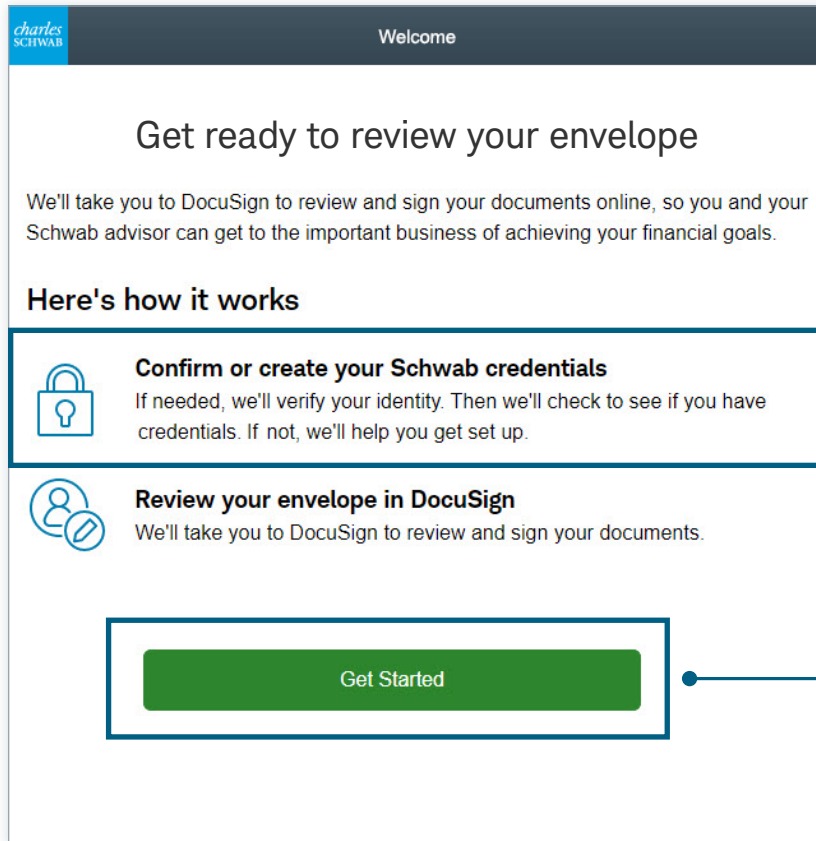 charles
SCHWAB
Welcome
Get ready to review your envelope
We'll take you to DocuSign to review and sign your documents online, so you and your
Schwab advisor can get to the important business of achieving your financial goals.
Here's how it works
Confirm or create your Schwab credentials
If needed, we'll verify your identity. Then we'll check to see if you have
credentials. If not, we'll help you get set up.
Review your envelope in DocuSign
We'll take you to DocuSign to review and sign your documents.
Get Started